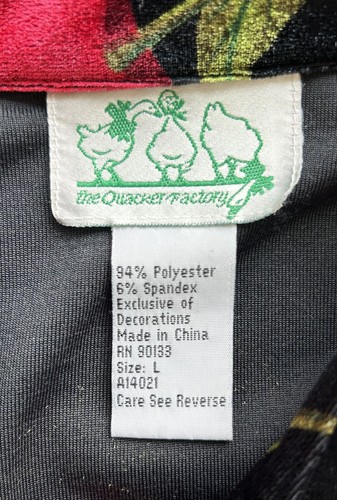 the Quacker Factory
94% Polyester
6% Spandex
Exclusive of
Decorations
Made in China
RN 90133
Size: L
A14021
Care See Reverse